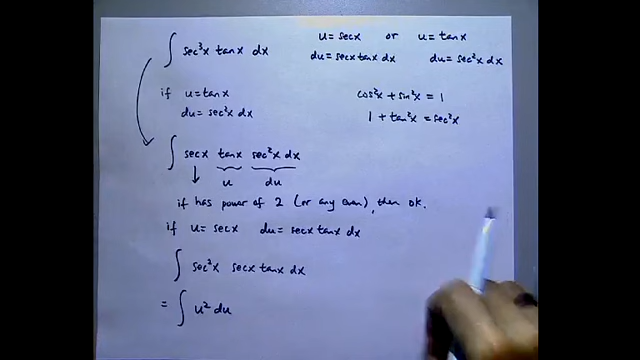 ∫ sec³x tanx dx   u = secx   or   u = tanx
du = secx tanx dx   du = sec²x dx
if u = tanx   cos²x + sin²x = 1
du = sec²x dx   1 + tan²x = sec²x
∫ secx tanx sec²x dx
u   du
if has power of 2 (or any even), then ok.
if u = secx   du = secx tanx dx
∫ sec²x secx tanx dx
= ∫ u² du